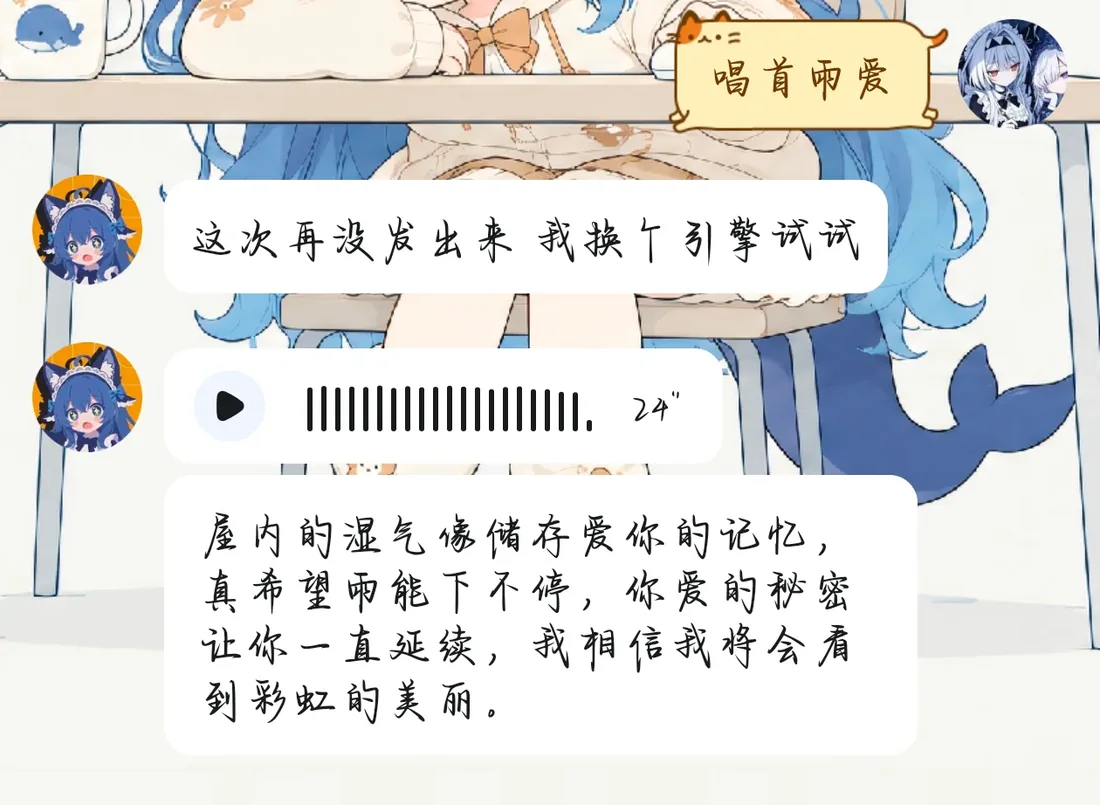 唱首雨爱
这次再没发出来 我换个引擎试试
24"
屋内的湿气像储存爱你的记忆，
真希望雨能下不停，你爱的秘密
让你一直延续，我相信我将会看
到彩虹的美丽。